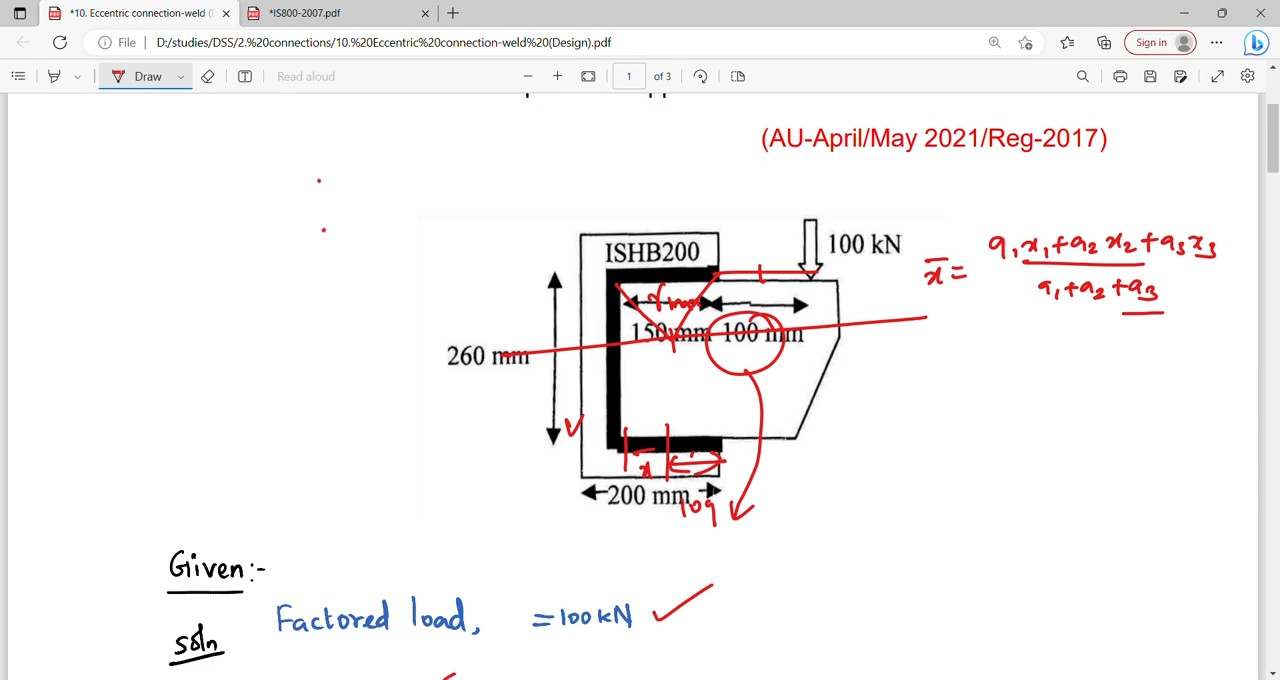 *10. Eccentric connection-weld (D
*IS800-2007.pdf
File
D:/studies/DSS/2.%20connections/10.%20Eccentric%20connection-weld%20(Design).pdf
Sign in
Draw
Read aloud
1
of 3
(AU-April/May 2021/Reg-2017)
ISHB200
100 kN
x̄ = a₁x₁+a₂x₂+a₃x₃
a₁+a₂+a₃
150 mm
100 mm
260 mm
x̄
200 mm
109
Given:-
Factored load, = 100 kN
Soln